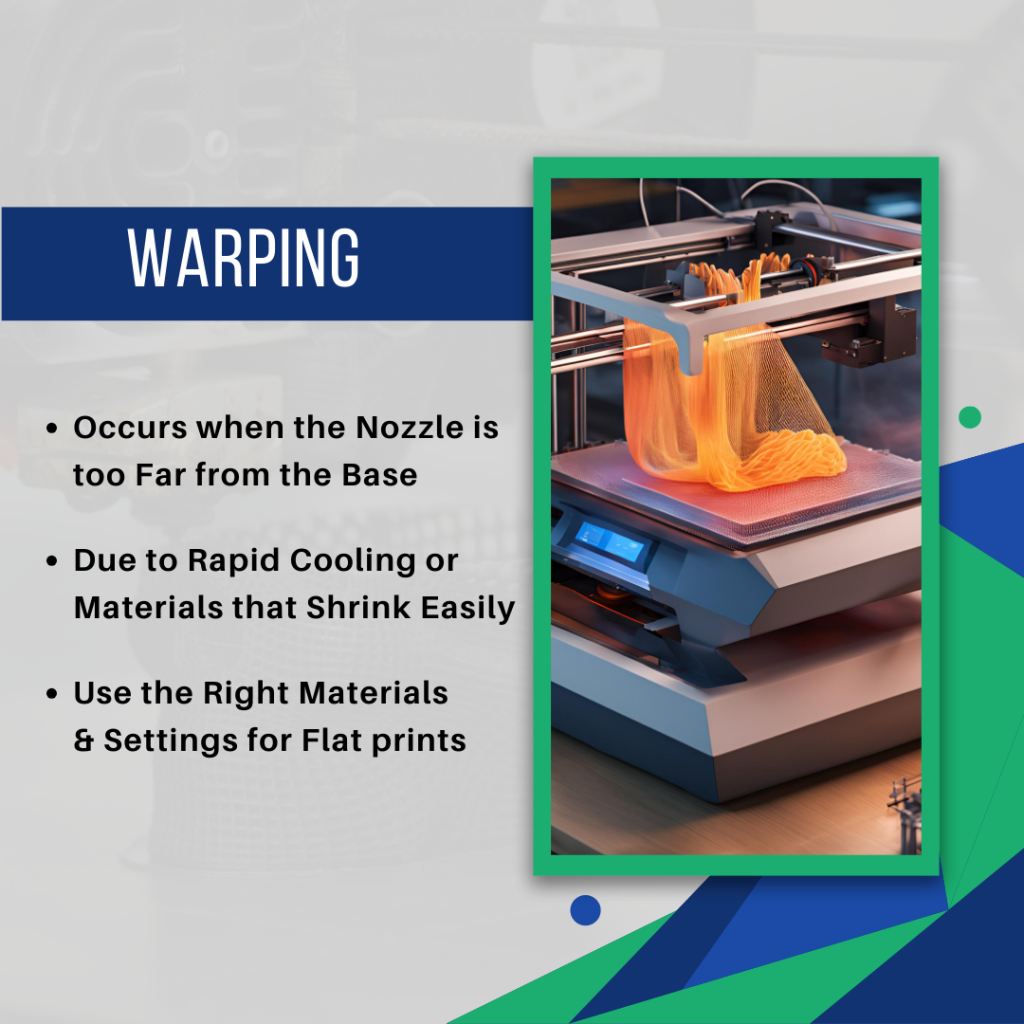 WARPING
• Occurs when the Nozzle is
too Far from the Base
• Due to Rapid Cooling or
Materials that Shrink Easily
• Use the Right Materials
& Settings for Flat prints